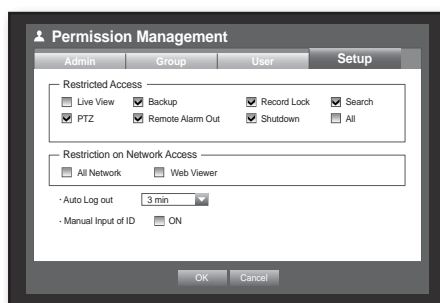 Permission Management
Admin Group User Setup
Restricted Access
Live View Backup Record Lock Search
PTZ Remote Alarm Out Shutdown All
Restriction on Network Access
All Network Web Viewer
· Auto Log out 3 min
· Manual Input of ID ON
OK Cancel